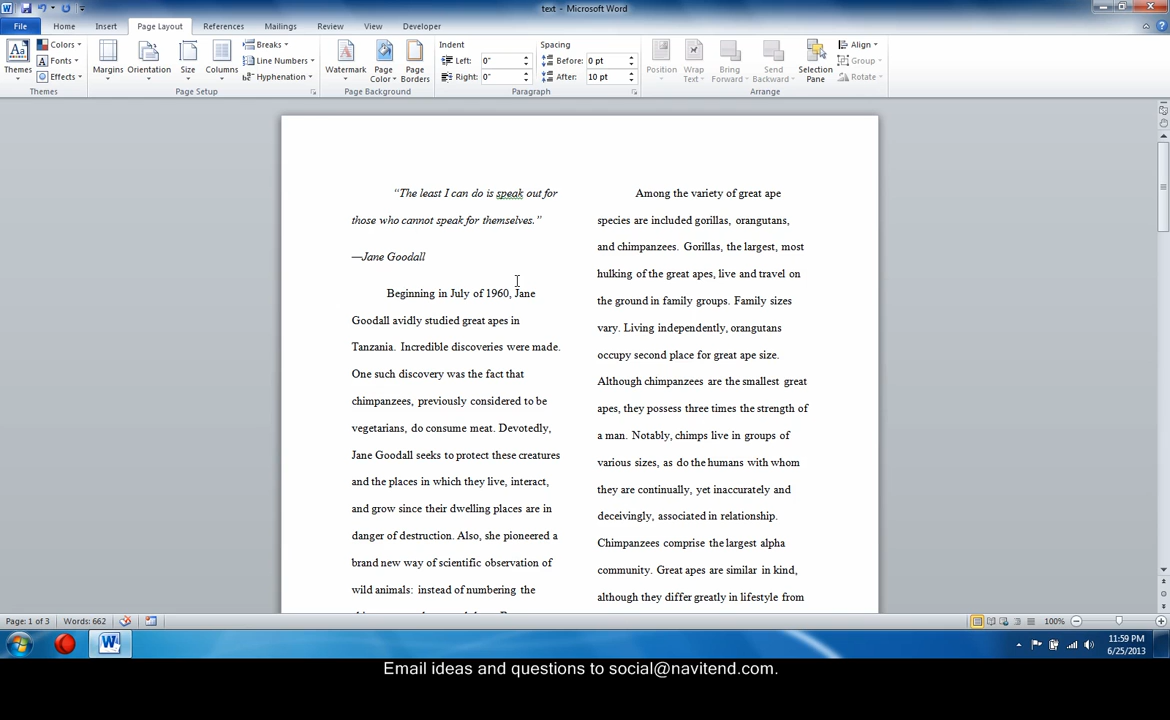 text - Microsoft Word
File Home Insert Page Layout References Mailings Review View Developer
Themes
Colors
Fonts
Effects
Themes
Margins Orientation Size Columns
Breaks
Line Numbers
Hyphenation
Page Setup
Watermark Page Color Page Borders
Page Background
Indent
Left: 0"
Right: 0"
Spacing
Before: 0 pt
After: 10 pt
Paragraph
Position Wrap Text Bring Forward Send Backward Selection Pane
Align
Group
Rotate
Arrange
“The least I can do is speak out for
those who cannot speak for themselves.”
—Jane Goodall
Beginning in July of 1960, Jane
Goodall avidly studied great apes in
Tanzania. Incredible discoveries were made.
One such discovery was the fact that
chimpanzees, previously considered to be
vegetarians, do consume meat. Devotedly,
Jane Goodall seeks to protect these creatures
and the places in which they live, interact,
and grow since their dwelling places are in
danger of destruction. Also, she pioneered a
brand new way of scientific observation of
wild animals: instead of numbering the
Among the variety of great ape
species are included gorillas, orangutans,
and chimpanzees. Gorillas, the largest, most
hulking of the great apes, live and travel on
the ground in family groups. Family sizes
vary. Living independently, orangutans
occupy second place for great ape size.
Although chimpanzees are the smallest great
apes, they possess three times the strength of
a man. Notably, chimps live in groups of
various sizes, as do the humans with whom
they are continually, yet inaccurately and
deceivingly, associated in relationship.
Chimpanzees comprise the largest alpha
community. Great apes are similar in kind,
although they differ greatly in lifestyle from
Page: 1 of 3 Words: 662
100%
11:59 PM
6/25/2013
Email ideas and questions to social@navitend.com.